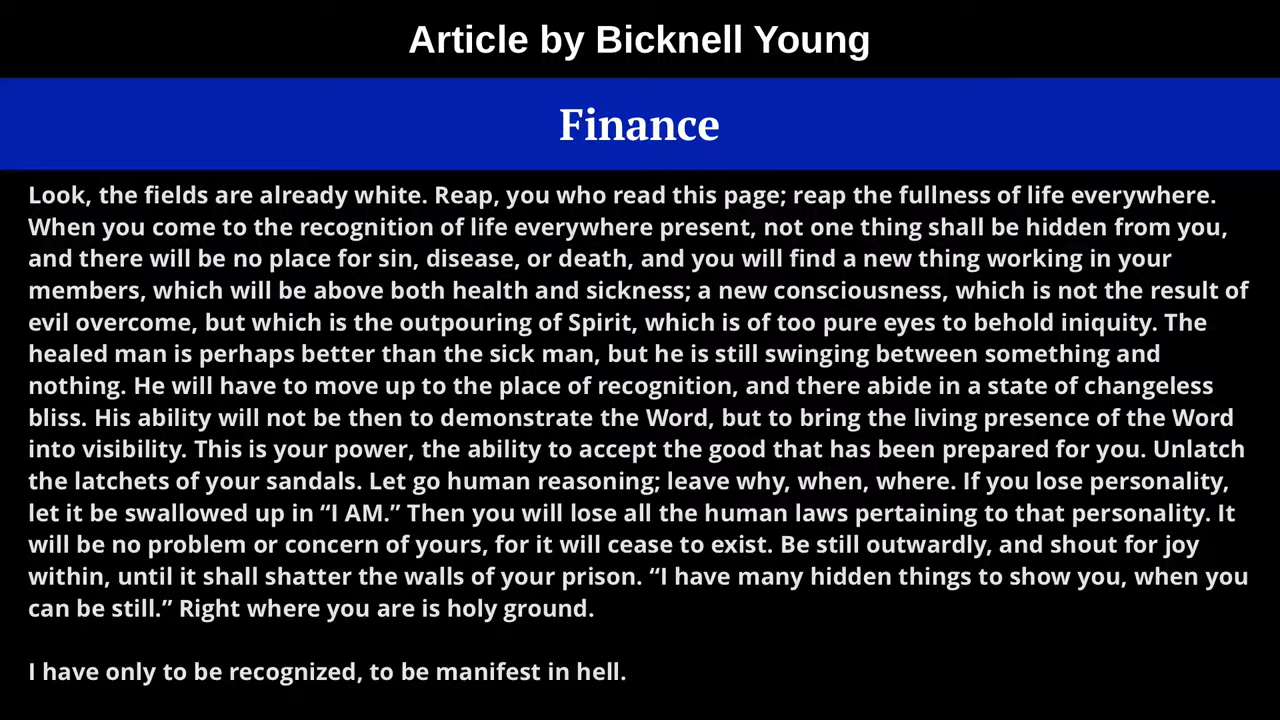 Article by Bicknell Young
Finance
Look, the fields are already white. Reap, you who read this page; reap the fullness of life everywhere.
When you come to the recognition of life everywhere present, not one thing shall be hidden from you,
and there will be no place for sin, disease, or death, and you will find a new thing working in your
members, which will be above both health and sickness; a new consciousness, which is not the result of
evil overcome, but which is the outpouring of Spirit, which is of too pure eyes to behold iniquity. The
healed man is perhaps better than the sick man, but he is still swinging between something and
nothing. He will have to move up to the place of recognition, and there abide in a state of changeless
bliss. His ability will not be then to demonstrate the Word, but to bring the living presence of the Word
into visibility. This is your power, the ability to accept the good that has been prepared for you. Unlatch
the latchets of your sandals. Let go human reasoning; leave why, when, where. If you lose personality,
let it be swallowed up in “I AM.” Then you will lose all the human laws pertaining to that personality. It
will be no problem or concern of yours, for it will cease to exist. Be still outwardly, and shout for joy
within, until it shall shatter the walls of your prison. “I have many hidden things to show you, when you
can be still.” Right where you are is holy ground.
I have only to be recognized, to be manifest in hell.